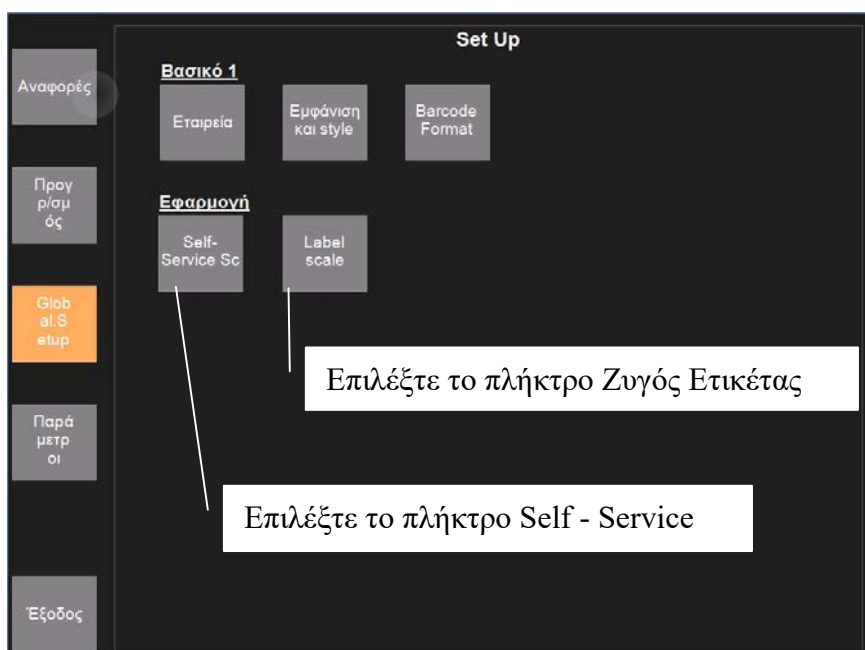 Set Up
Αναφορές
Βασικό 1
Εταιρεία
Εμφάνιση
και style
Barcode
Format
Προγ
ρ/σμ
ός
Εφαρμογή
Self-
Service Sc
Label
scale
Glob
al.S
etup
Επιλέξτε το πλήκτρο Ζυγός Ετικέτας
Παρά
μετρ
οι
Επιλέξτε το πλήκτρο Self - Service
Έξοδος